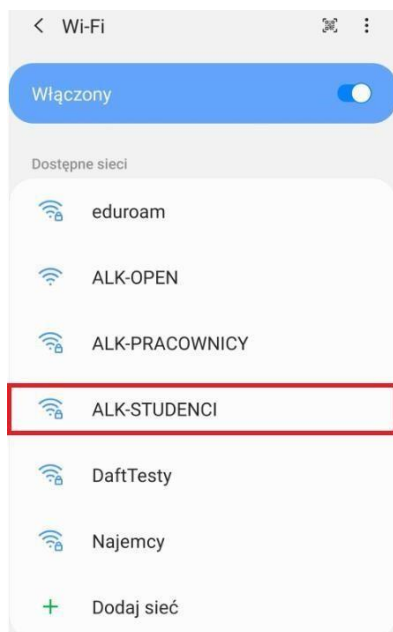 Wi-Fi
Włączony
Dostępne sieci
eduroam
ALK-OPEN
ALK-PRACOWNICY
ALK-STUDENCI
DaftTesty
Najemcy
Dodaj sieć